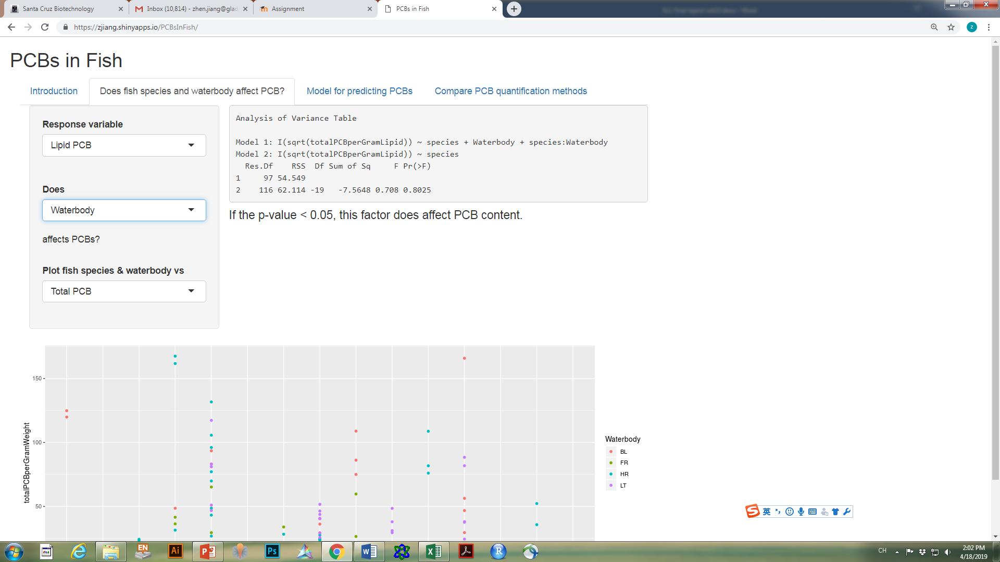 Santa Cruz Biotechnology
Inbox (10,814) - zhen.jiang@glad
Assignment
PCBs in Fish
https://zjiang.shinyapps.io/PCBsInFish/
z
PCBs in Fish
Introduction
Does fish species and waterbody affect PCB?
Model for predicting PCBs
Compare PCB quantification methods
Response variable
Lipid PCB
Does
Waterbody
affects PCBs?
Plot fish species & waterbody vs
Total PCB
Analysis of Variance Table
Model 1: I(sqrt(totalPCBperGramLipid)) ~ species + Waterbody + species:Waterbody
Model 2: I(sqrt(totalPCBperGramLipid)) ~ species
Res.Df RSS Df Sum of Sq F Pr(>F)
1 97 54.549
2 116 62.114 -19 -7.5648 0.708 0.8025
If the p-value < 0.05, this factor does affect PCB content.
totalPCBperGramWeight
150
100
50
Waterbody
BL
FR
HR
LT
S 英
EN
Ai
P
Ps
W
X
R
CH
2:02 PM
4/18/2019